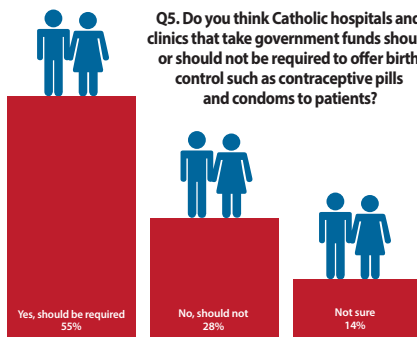 Q5. Do you think Catholic hospitals and
clinics that take government funds should
or should not be required to offer birth
control such as contraceptive pills
and condoms to patients?
Yes, should be required
55%
No, should not
28%
Not sure
14%